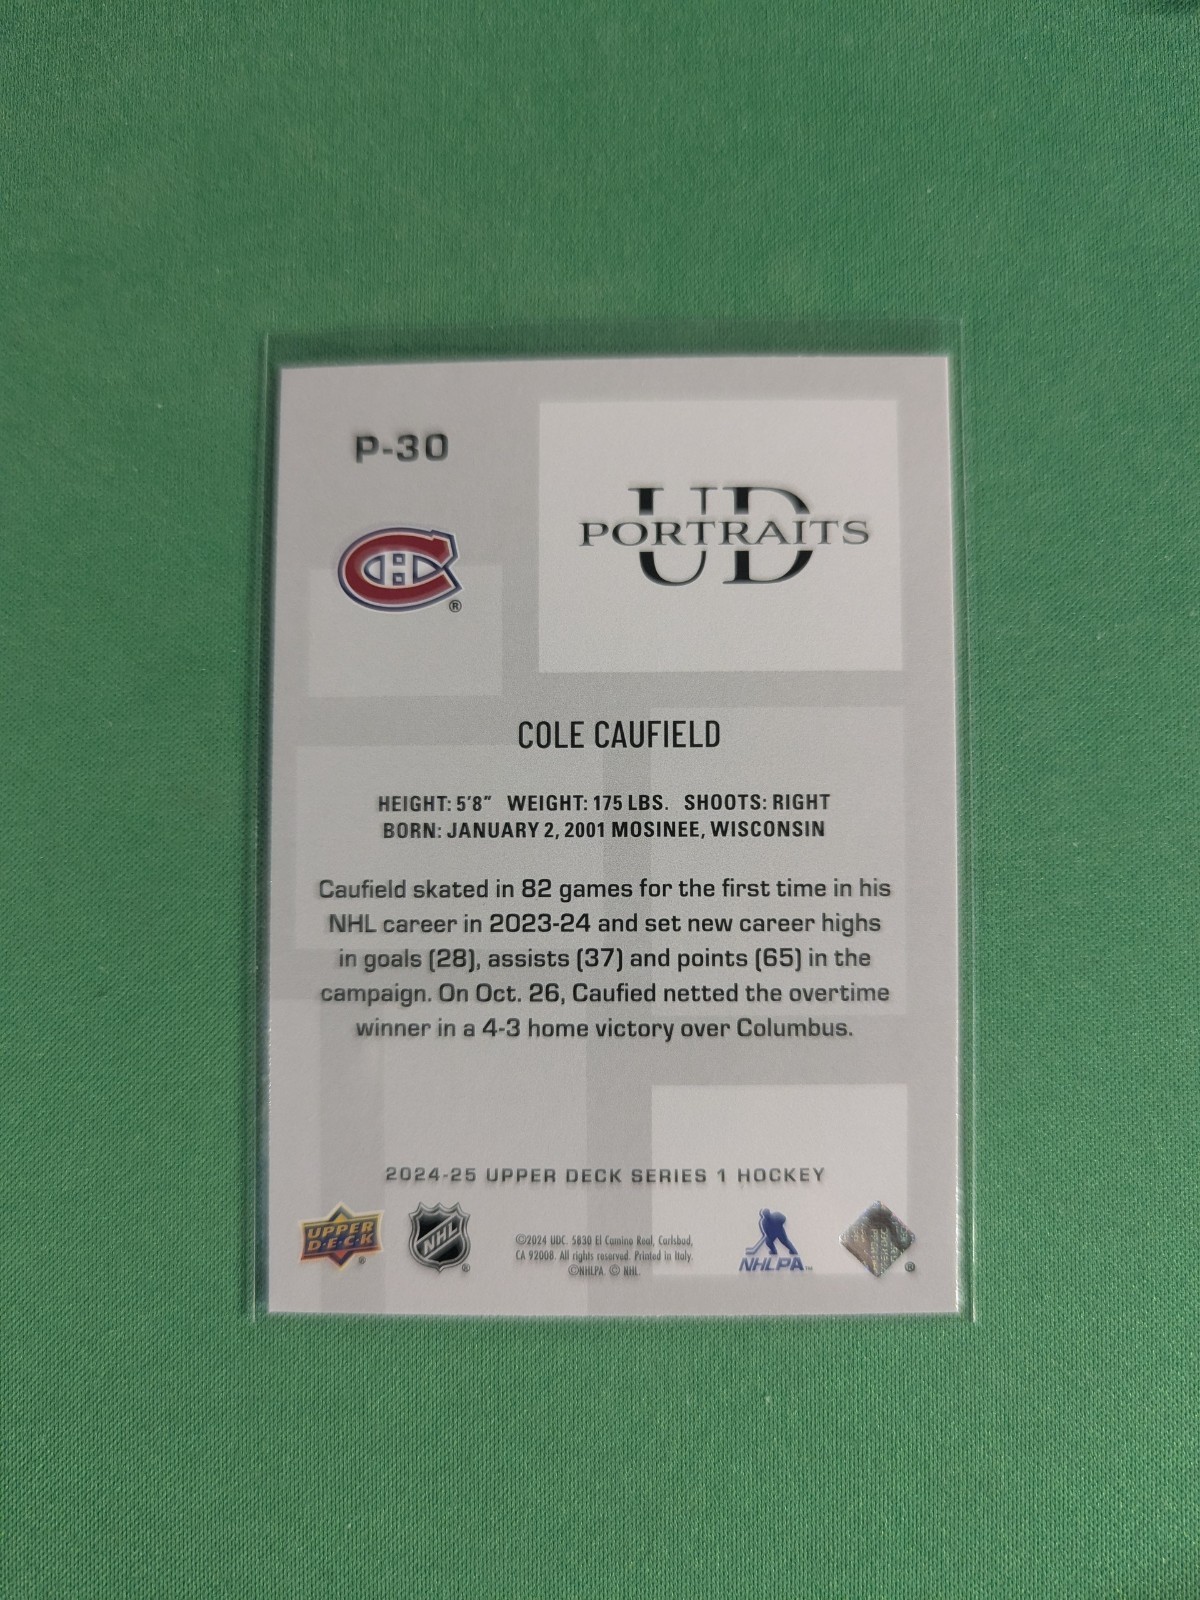 P-30
UD
PORTRAITS
®
COLE CAUFIELD
HEIGHT: 5'8" WEIGHT: 175 LBS. SHOOTS: RIGHT
BORN: JANUARY 2, 2001 MOSINEE, WISCONSIN
Caufield skated in 82 games for the first time in his
NHL career in 2023-24 and set new career highs
in goals (28), assists (37) and points (65) in the
campaign. On Oct. 26, Caufied netted the overtime
winner in a 4-3 home victory over Columbus.
2024-25 UPPER DECK SERIES 1 HOCKEY
UPPER
D·E·C·K
®
NHL
®
©2024 UDC. 5830 El Camino Real, Carlsbad,
CA 92008. All rights reserved. Printed in Italy.
©NHLPA. © NHL.
NHLPA™
®